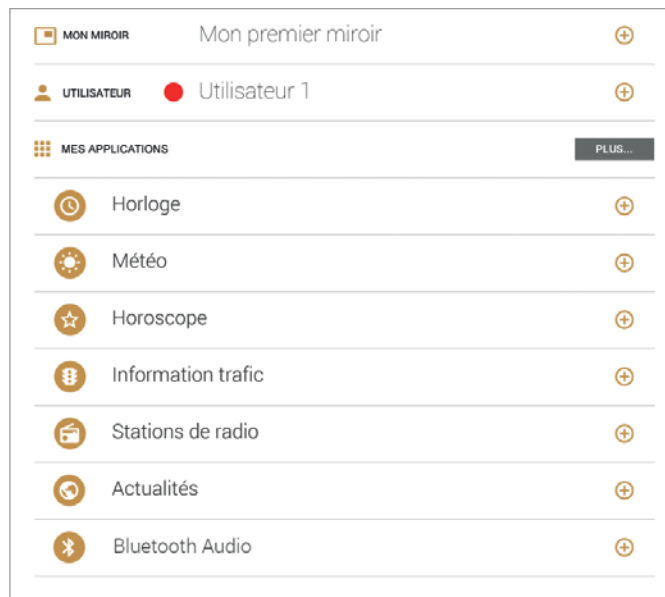 MON MIROIR Mon premier miroir
UTILISATEUR Utilisateur 1
MES APPLICATIONS PLUS...
Horloge
Météo
Horoscope
Information trafic
Stations de radio
Actualités
Bluetooth Audio